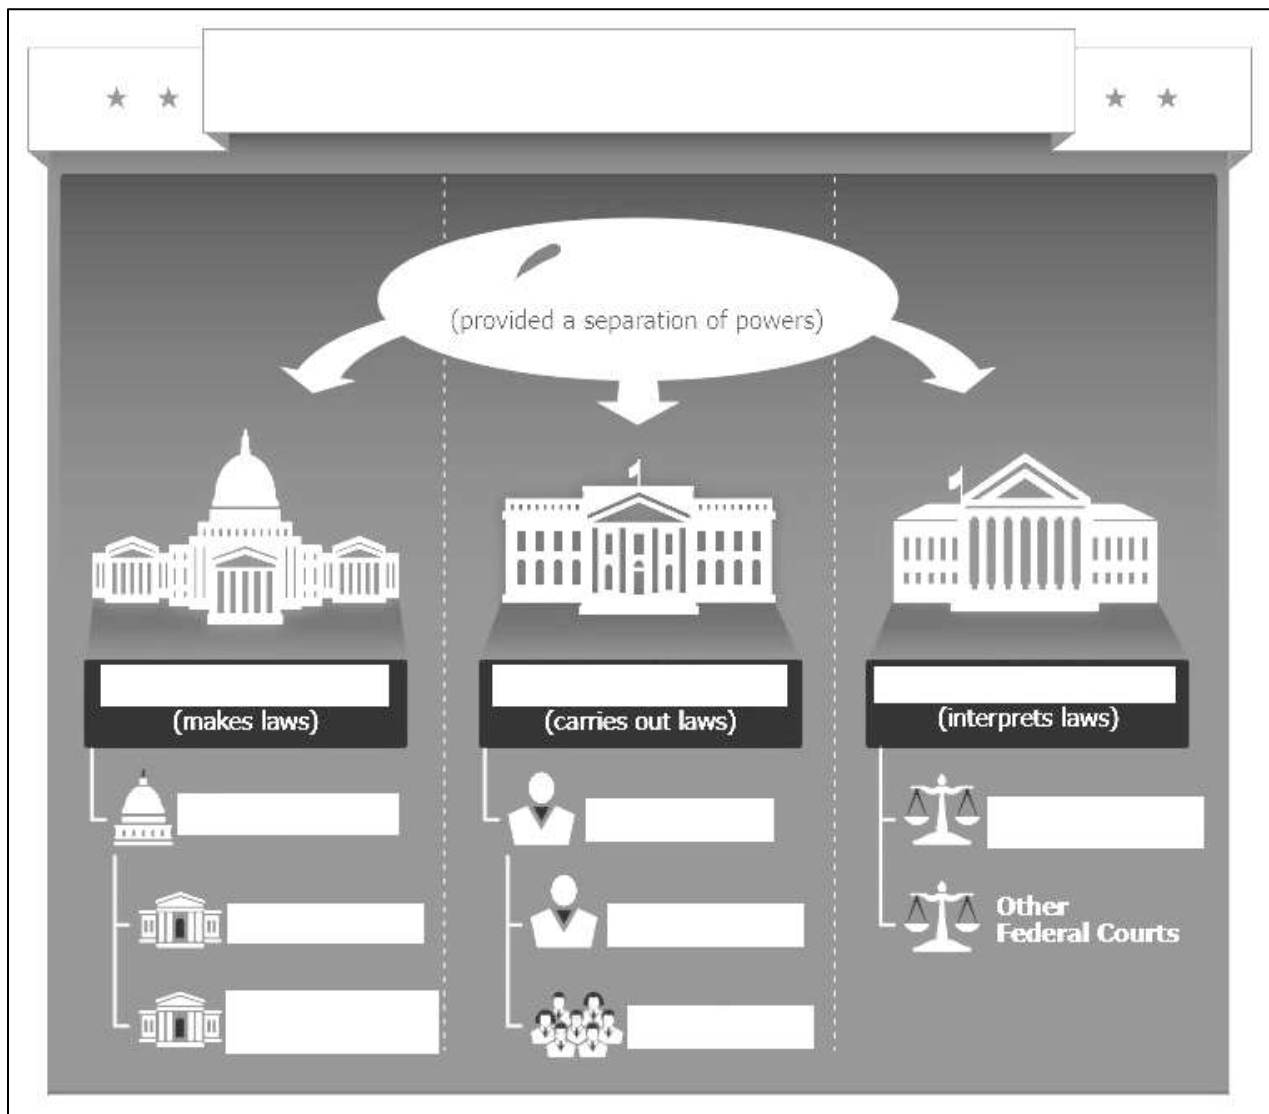 (provided a separation of powers)
(makes laws)
(carries out laws)
(interprets laws)
Other
Federal Courts